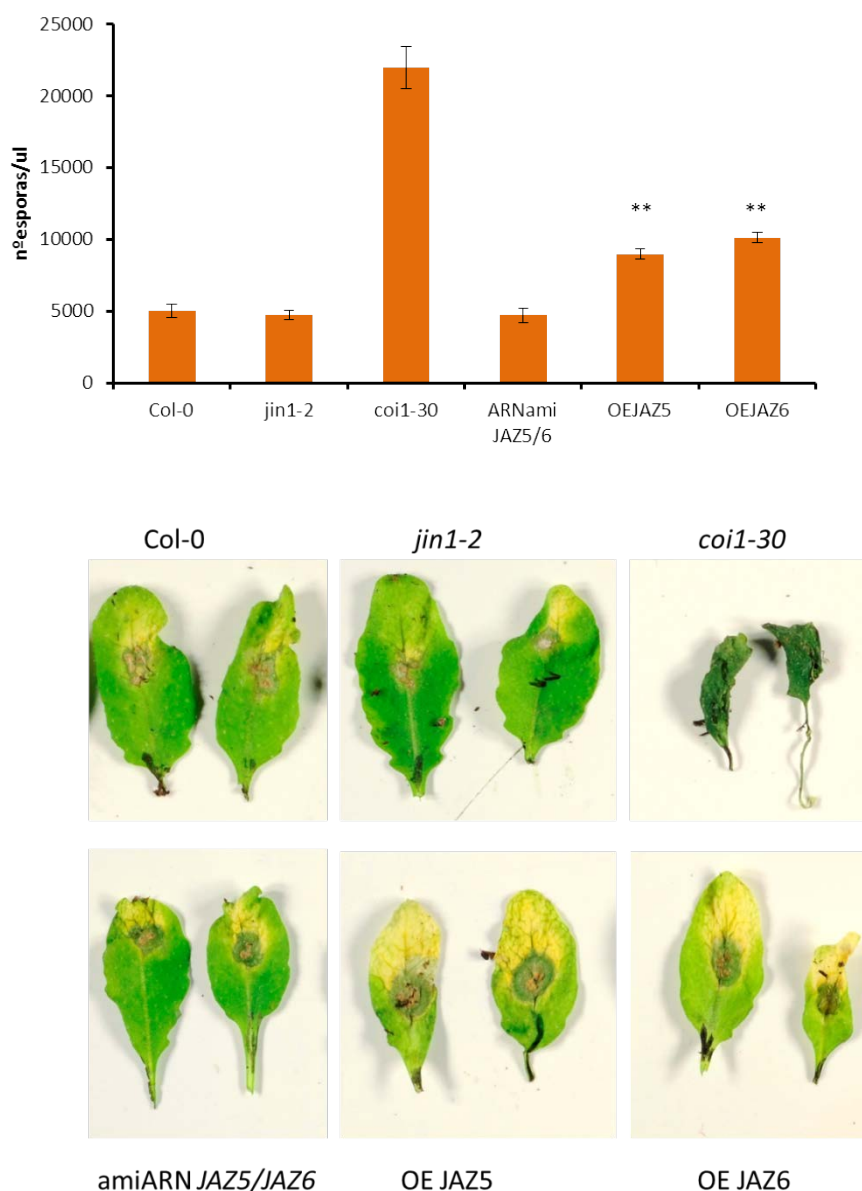 25000
20000
15000
10000
5000
0
nºesporas/ul
**
**
Col-0
jin1-2
coi1-30
ARNami
JAZ5/6
OEJAZ5
OEJAZ6
Col-0
jin1-2
coi1-30
amiARN JAZ5/JAZ6
OE JAZ5
OE JAZ6